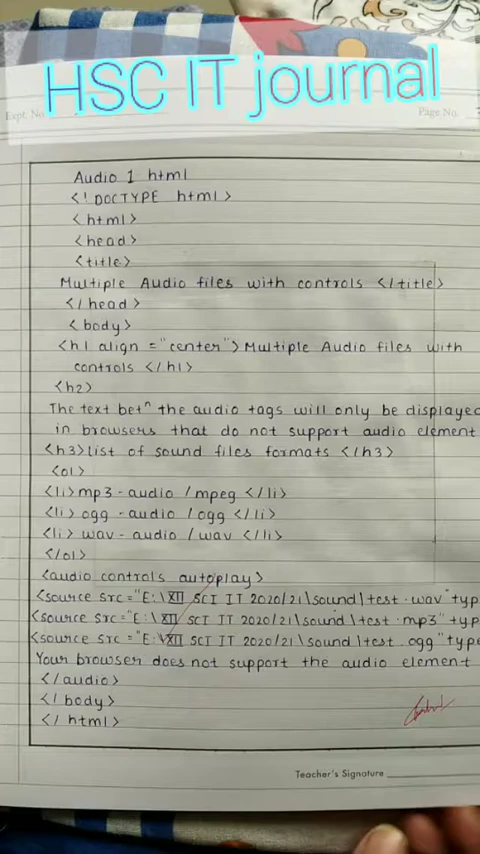 HSC IT journal
Expt. No.
Page No.
Audio 1 html
<! DOCTYPE html>
<html>
<head>
<title>
Multiple Audio files with controls </title>
</head>
<body>
<h1 align ="center">Multiple Audio files with
controls </h1>
<h2>
The text betⁿ the audio tags will only be displayed
in browsers that do not support audio element
<h3>list of sound files formats </h3>
<ol>
<li>mp3-audio/mpeg </li>
<li> ogg - audio/ogg </li>
<li> wav- audio/wav </li>
</ol>
<audio controls autoplay>
<source src="E:\XII SCI IT 2020/21\sound\test.wav" typ
<source src="E:\XII SCI IT 2020/21\sound\test.mp3" typ
<source src ="E:\XII SCI IT 2020/21\sound\test.ogg" type
Your browser does not support the audio element
</audio>
</body>
</html>
Teacher's Signature